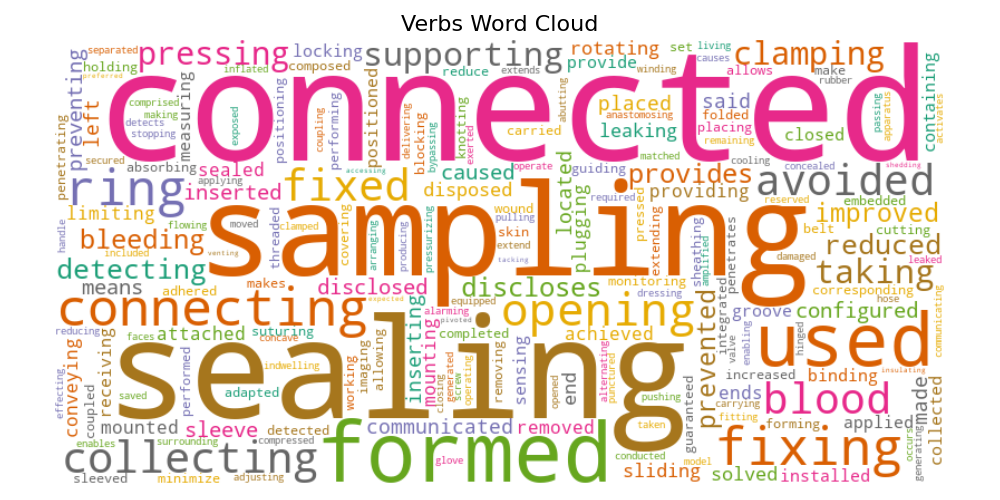 Verbs Word Cloud
separated pressing locking supporting rotating set living clamping
holding inflated composed reduce extends provide winding causes allows make rubber
preferred connected
comprised making detects stopping exposed
penetrating left preventing measuring
positioning coupling performing positioned delivering bypassing blocking knotting exerted
abutting anastomosing placed said folded
carried leaking placing closed passing apparatus containing activates
secured absorbing sealed caused operate guiding matched remaining cooling concealed shedding
applying accessing located required provides avoided
ring inserted fixed disposed providing reserved embedded
limiting flowing moved clamped covering wound pulling plugging pressed extending sheathing penetrates belt improved cutting
handle bleeding threaded arranging producing pressurizing skin extend amplified damaged reduced
included venting sampling tacking monitoring leaked
detecting makes disclosed discloses dressing taking
means adhered expected equipped corresponding hose
connecting inserting alarming pivoted opening integrated groove configured communicating
reducing attached suturing mounting completed achieved prevented valve enabling hinged
faces concave sealing used insulating
conveying receiving allowing imaging working closing generated screw operating removing sensing opened end alternating punctured increased binding
effecting saved performed adapted indwelling removed pushing ends blood made
coupled mounted sleeve detected communicated taken carrying applied collected
fitting forming
enables surrounding formed guaranteed fixing occurs generating
collecting compressed conducted sliding solved installed
sleeved minimize adjusting glove model